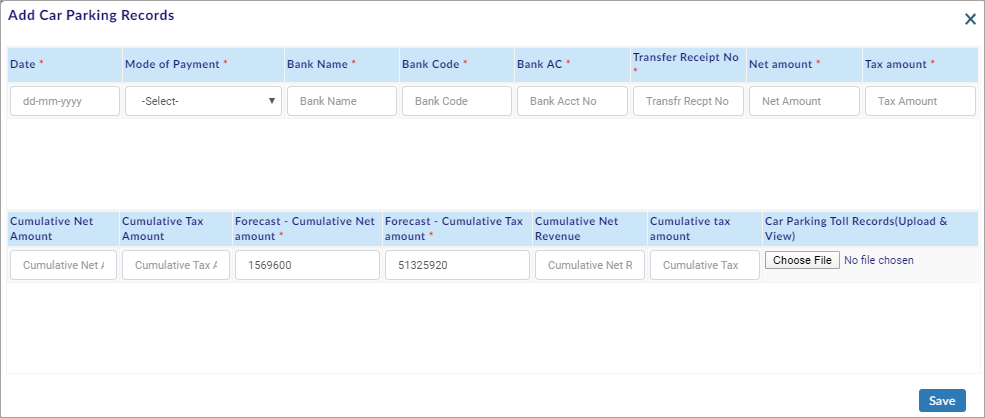 Add Car Parking Records
×
Date * Mode of Payment * Bank Name * Bank Code * Bank AC * Transfer Receipt No * Net amount * Tax amount *
dd-mm-yyyy -Select- Bank Name Bank Code Bank Acct No Transfr Recpt No Net Amount Tax Amount
Cumulative Net Cumulative Tax Forecast - Cumulative Net Forecast - Cumulative Tax Cumulative Net Cumulative tax Car Parking Toll Records(Upload &
Amount Amount amount * amount * Revenue amount View)
Cumulative Net A Cumulative Tax A 1569600 51325920 Cumulative Net R Cumulative Tax Choose File No file chosen
Save